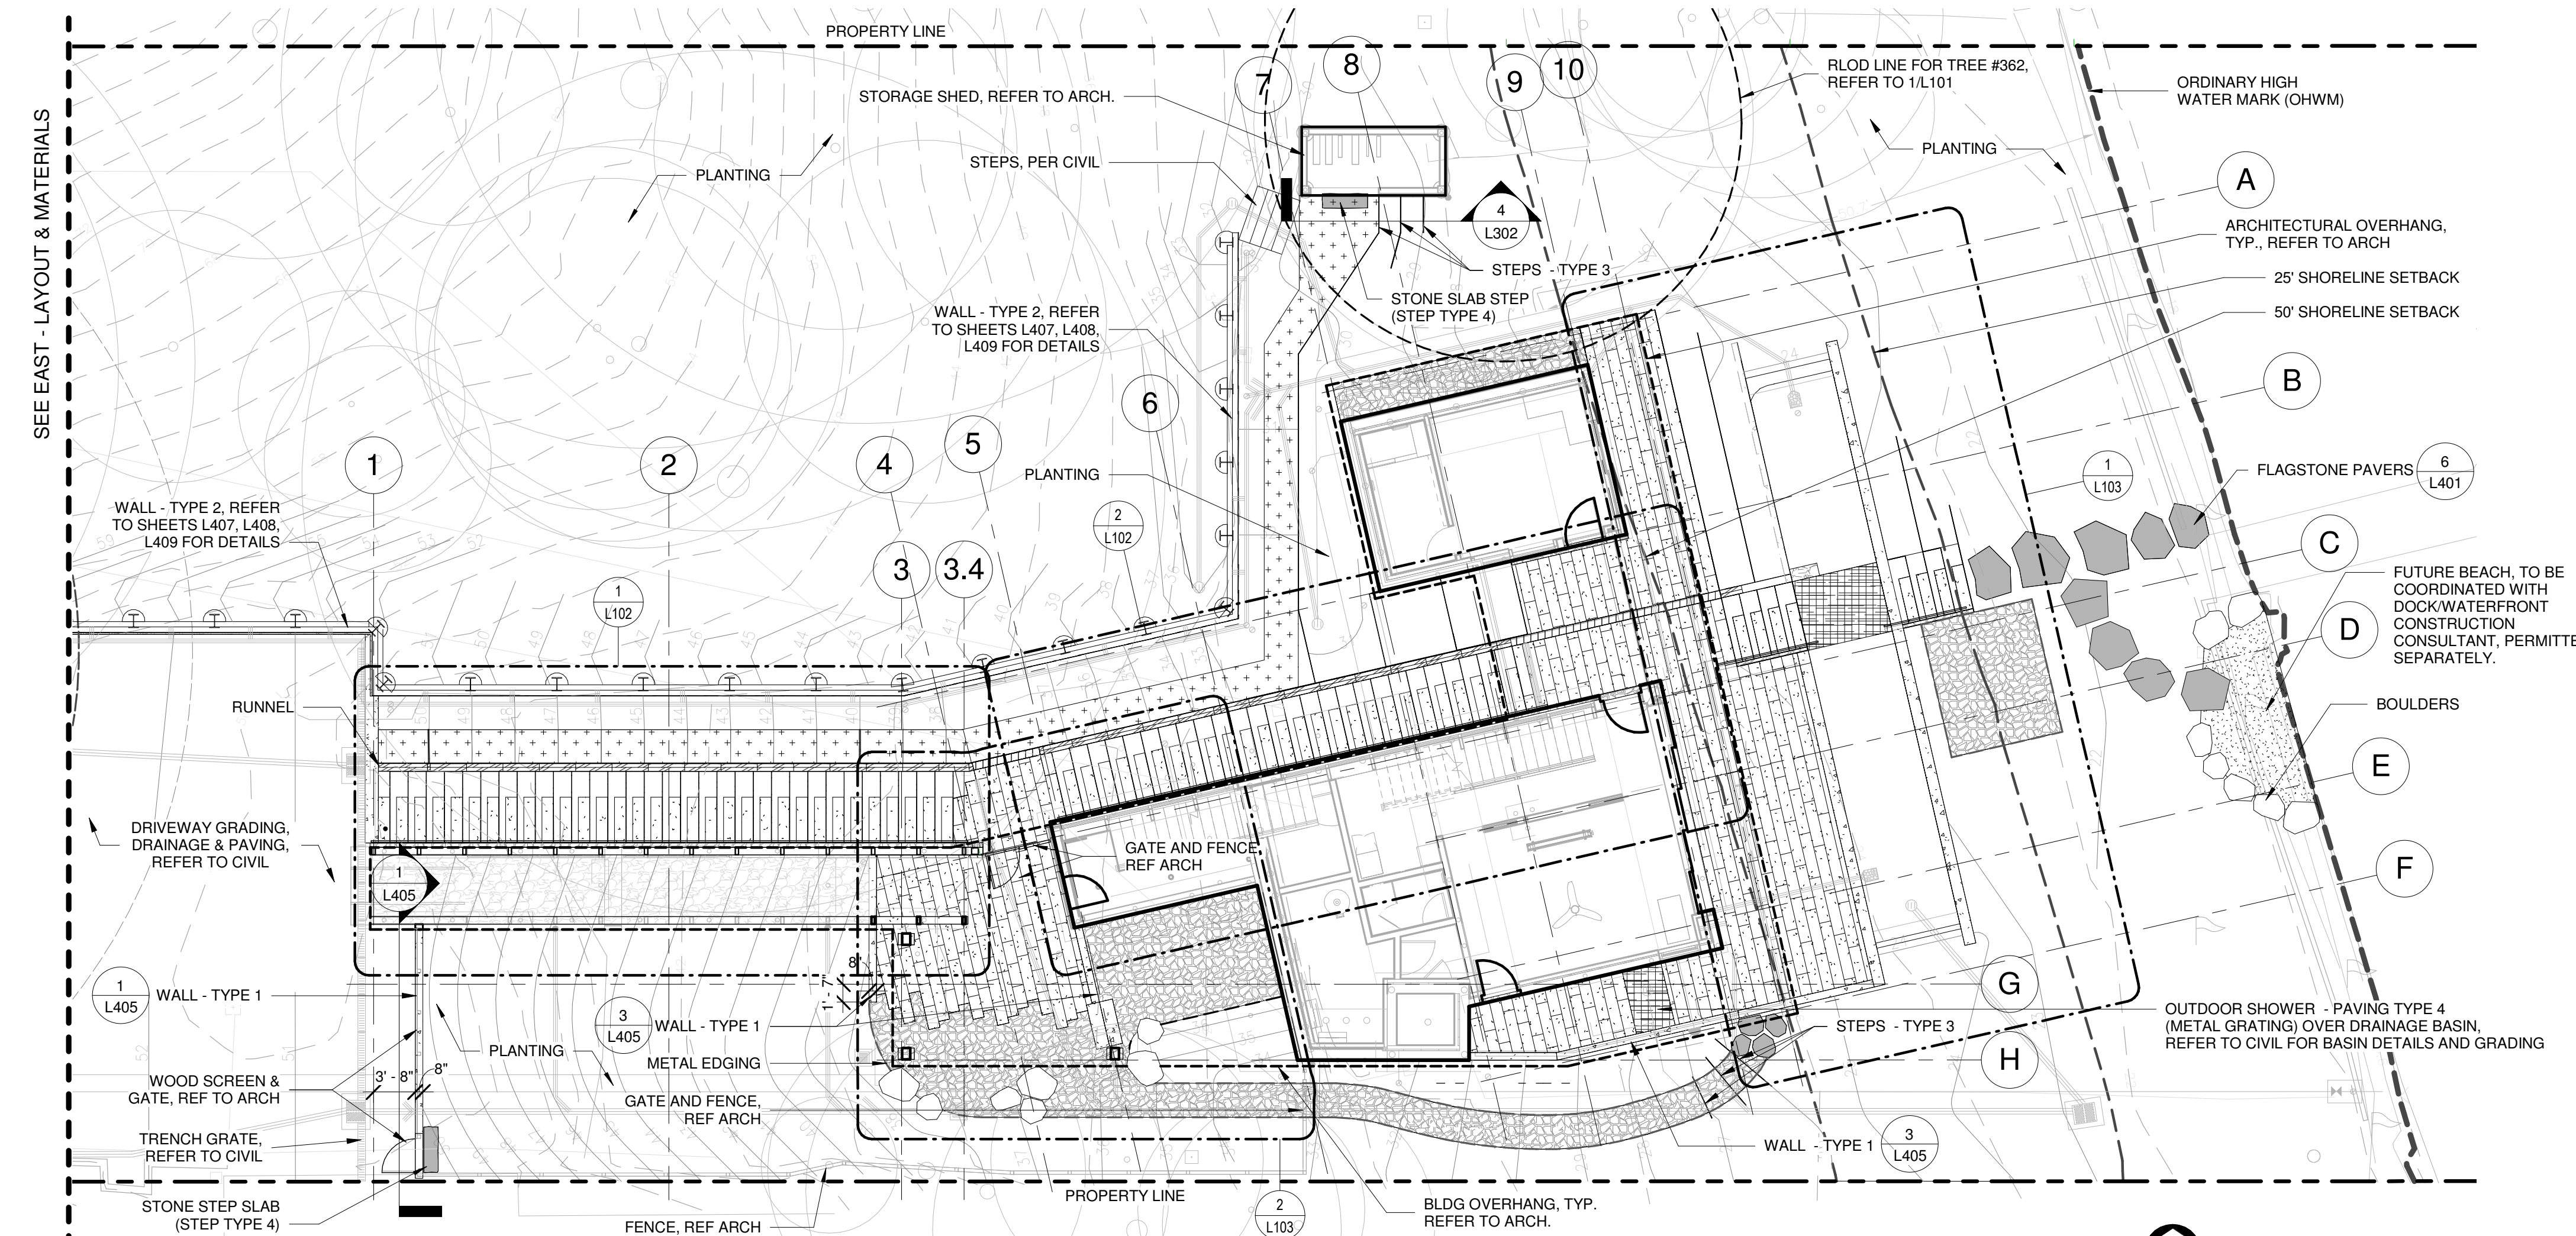 PROPERTY LINE
SEE EAST - LAYOUT & MATERIALS
7
8
9
10
RLOD LINE FOR TREE #362,
REFER TO 1/L101
ORDINARY HIGH
WATER MARK (OHWM)
STORAGE SHED, REFER TO ARCH.
STEPS, PER CIVIL
PLANTING
PLANTING
A
4
L302
ARCHITECTURAL OVERHANG,
TYP., REFER TO ARCH
25' SHORELINE SETBACK
50' SHORELINE SETBACK
STEPS - TYPE 3
STONE SLAB STEP
(STEP TYPE 4)
WALL - TYPE 2, REFER
TO SHEETS L407, L408,
L409 FOR DETAILS
B
6
5
4
2
1
PLANTING
1
L103
FLAGSTONE PAVERS
6
L401
WALL - TYPE 2, REFER
TO SHEETS L407, L408,
L409 FOR DETAILS
2
L102
C
3
3.4
1
L102
FUTURE BEACH, TO BE
COORDINATED WITH
DOCK/WATERFRONT
CONSTRUCTION
CONSULTANT, PERMITTE
SEPARATELY.
D
RUNNEL
BOULDERS
E
DRIVEWAY GRADING,
DRAINAGE & PAVING,
REFER TO CIVIL
GATE AND FENCE
REF ARCH
F
1
L405
8"
1' - 7"
1
L405
WALL - TYPE 1
G
3
L405
WALL - TYPE 1
OUTDOOR SHOWER - PAVING TYPE 4
(METAL GRATING) OVER DRAINAGE BASIN,
REFER TO CIVIL FOR BASIN DETAILS AND GRADING
STEPS - TYPE 3
PLANTING
METAL EDGING
H
WOOD SCREEN &
GATE, REF TO ARCH
3' - 8"
8"
GATE AND FENCE,
REF ARCH
TRENCH GRATE,
REFER TO CIVIL
WALL - TYPE 1
3
L405
PROPERTY LINE
STONE STEP SLAB
(STEP TYPE 4)
FENCE, REF ARCH
2
L103
BLDG OVERHANG, TYP.
REFER TO ARCH.